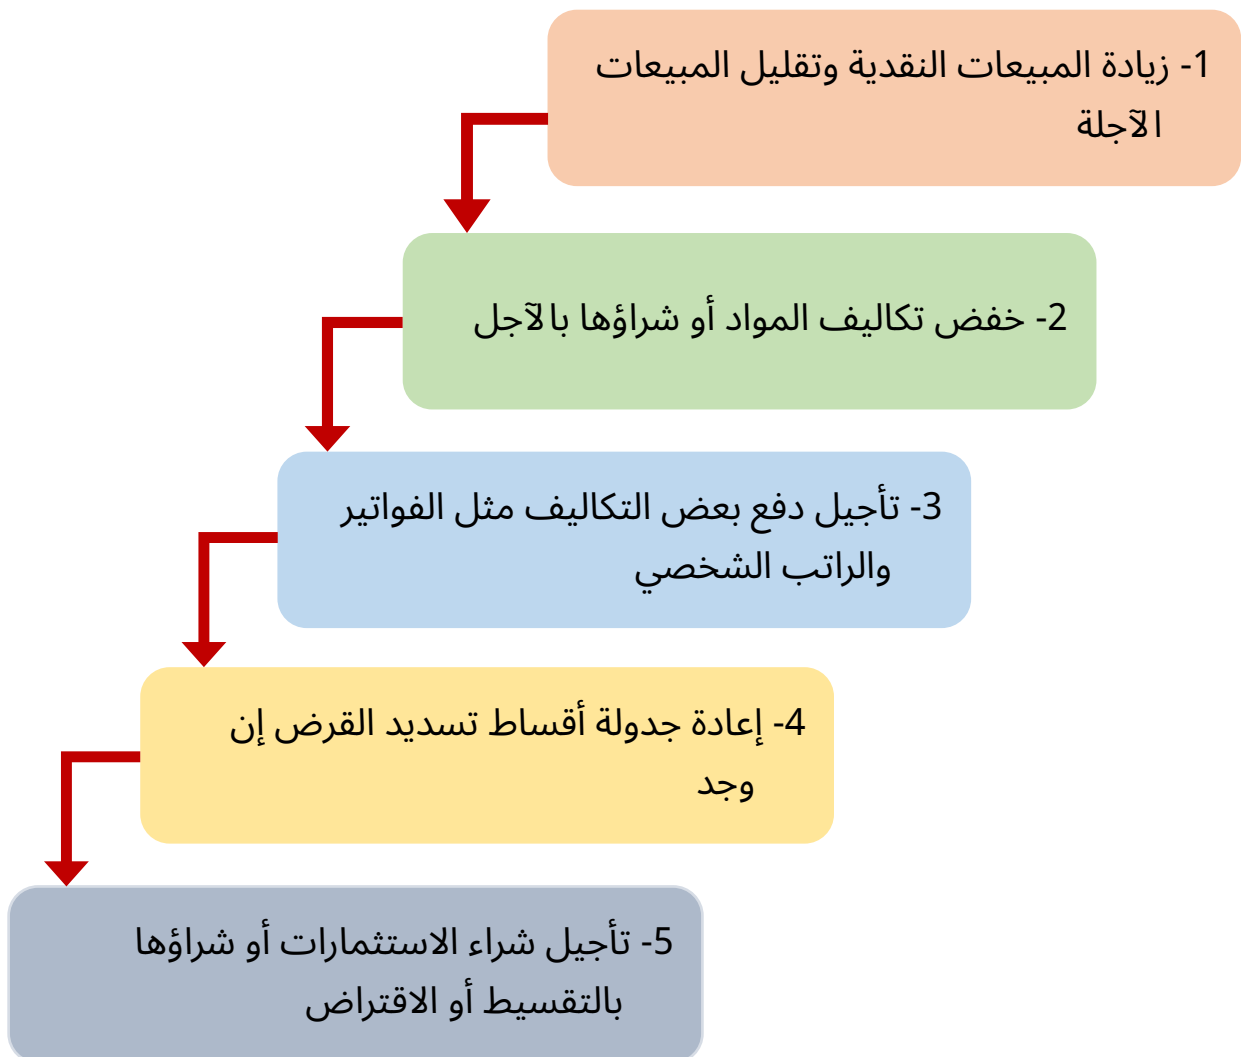 1- زيادة المبيعات النقدية وتقليل المبيعات
الآجلة
2- خفض تكاليف المواد أو شراؤها بالآجل
3- تأجيل دفع بعض التكاليف مثل الفواتير
والراتب الشخصي
4- إعادة جدولة أقساط تسديد القرض إن
وجد
5- تأجيل شراء الاستثمارات أو شراؤها
بالتقسيط أو الاقتراض